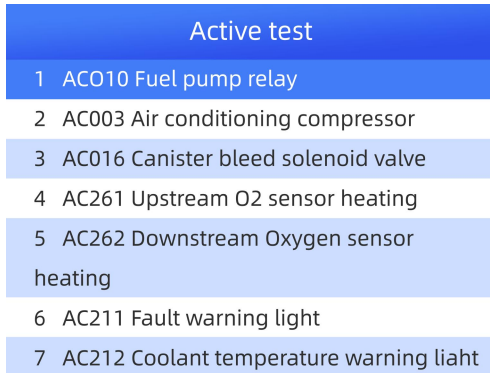 Active test
1 ACO10 Fuel pump relay
2 AC003 Air conditioning compressor
3 AC016 Canister bleed solenoid valve
4 AC261 Upstream O2 sensor heating
5 AC262 Downstream Oxygen sensor
heating
6 AC211 Fault warning light
7 AC212 Coolant temperature warning liaht